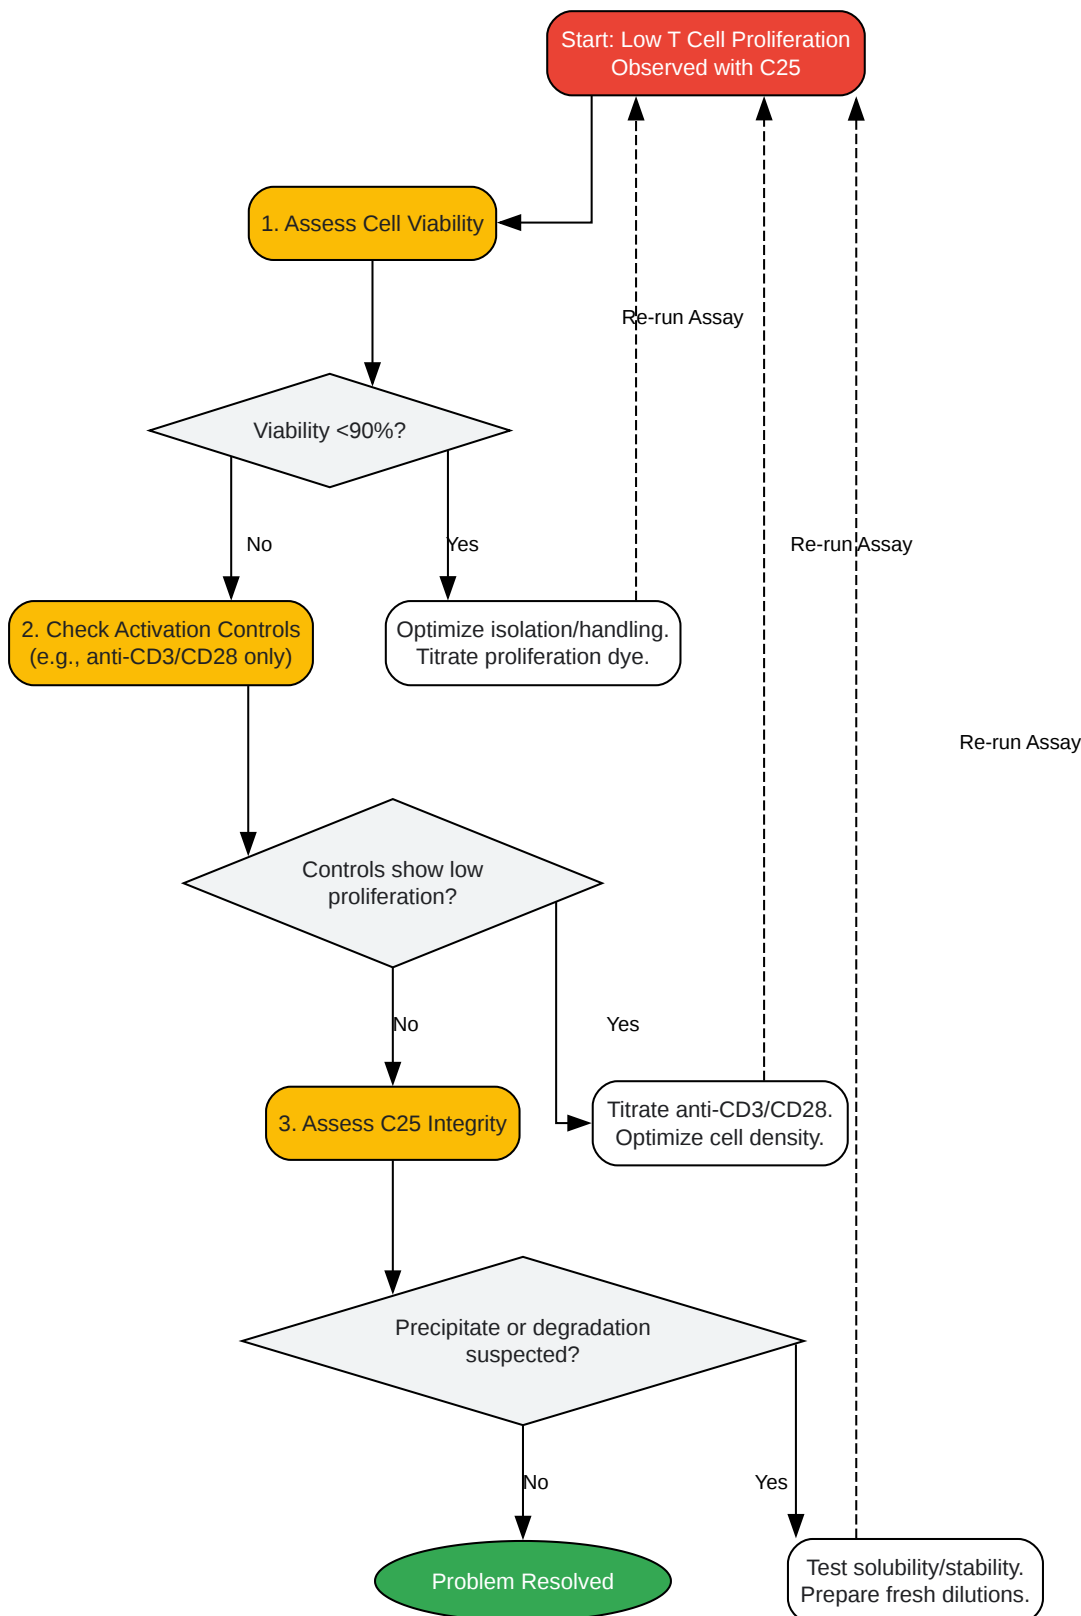 Start: Low T Cell Proliferation
Observed with C25
1. Assess Cell Viability
Re-run Assay
Viability <90%?
No
Yes
Re-run Assay
2. Check Activation Controls
(e.g., anti-CD3/CD28 only)
Optimize isolation/handling.
Titrate proliferation dye.
Re-run Assay
Controls show low
proliferation?
No
Yes
3. Assess C25 Integrity
Titrate anti-CD3/CD28.
Optimize cell density.
Precipitate or degradation
suspected?
No
Yes
Problem Resolved
Test solubility/stability.
Prepare fresh dilutions.